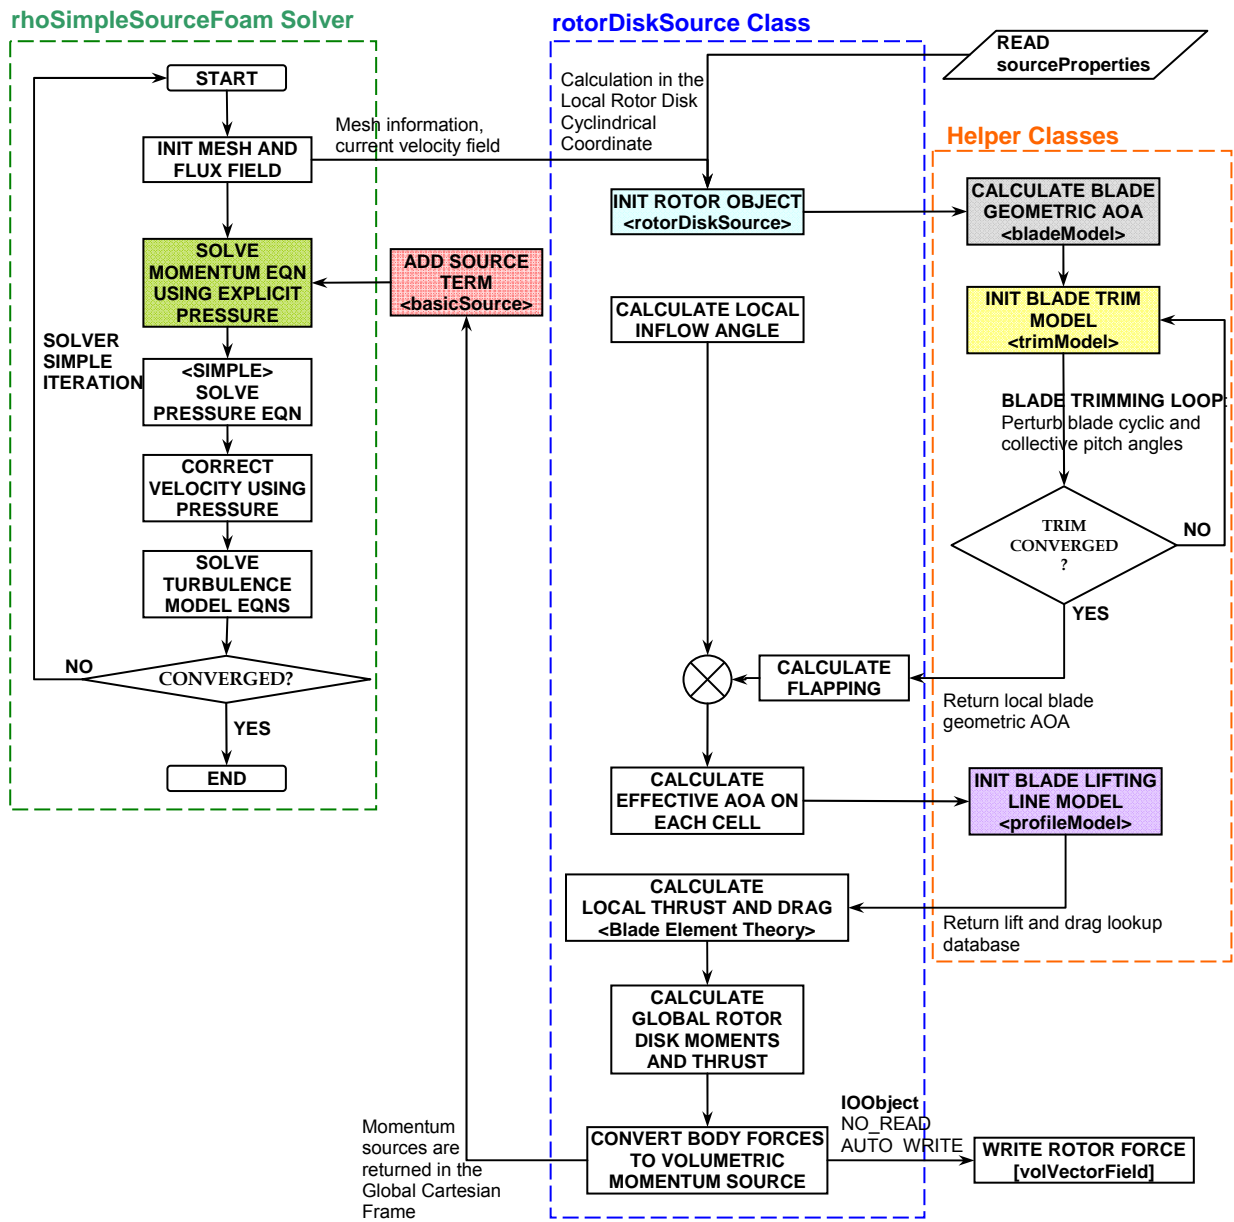 rhoSimpleSourceFoam Solver
START
INIT MESH AND
FLUX FIELD
SOLVE
MOMENTUM EQN
USING EXPLICIT
PRESSURE
SOLVER
SIMPLE
ITERATION
<SIMPLE>
SOLVE
PRESSURE EQN
CORRECT
VELOCITY USING
PRESSURE
SOLVE
TURBULENCE
MODEL EQNS
NO
CONVERGED?
YES
END
Mesh information,
current velocity field
ADD SOURCE
TERM
<basicSource>
Momentum
sources are
returned in the
Global Cartesian
Frame
rotorDiskSource Class
Calculation in the
Local Rotor Disk
Cyclindrical
Coordinate
INIT ROTOR OBJECT
<rotorDiskSource>
CALCULATE LOCAL
INFLOW ANGLE
CALCULATE
FLAPPING
CALCULATE
EFFECTIVE AOA ON
EACH CELL
CALCULATE
LOCAL THRUST AND DRAG
<Blade Element Theory>
CALCULATE
GLOBAL ROTOR
DISK MOMENTS
AND THRUST
CONVERT BODY FORCES
TO VOLUMETRIC
MOMENTUM SOURCE
IOObject
NO_READ
AUTO_WRITE
WRITE ROTOR FORCE
[volVectorField]
READ
sourceProperties
Helper Classes
CALCULATE BLADE
GEOMETRIC AOA
<bladeModel>
INIT BLADE TRIM
MODEL
<trimModel>
BLADE TRIMMING LOOP:
Perturb blade cyclic and
collective pitch angles
TRIM
CONVERGED
?
NO
YES
Return local blade
geometric AOA
INIT BLADE LIFTING
LINE MODEL
<profileModel>
Return lift and drag lookup
database